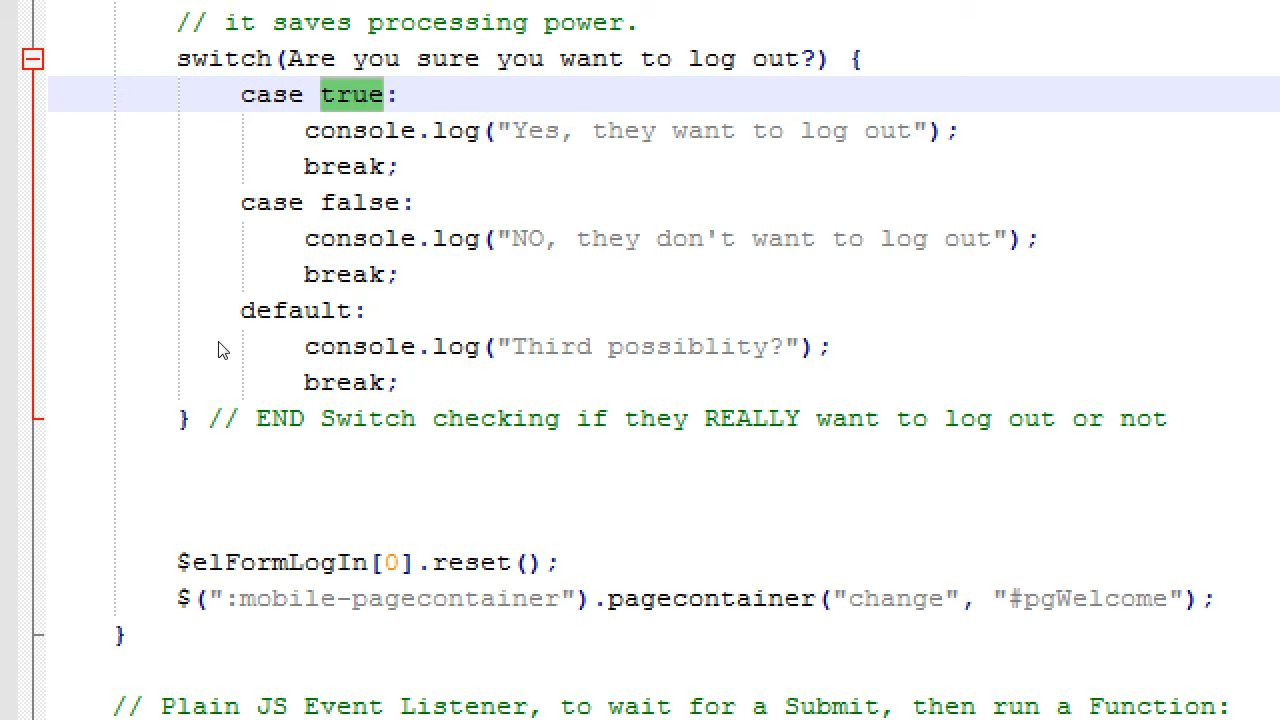 // it saves processing power.
switch(Are you sure you want to log out?) {
case true:
console.log("Yes, they want to log out");
break;
case false:
console.log("NO, they don't want to log out");
break;
default:
console.log("Third possiblity?");
break;
} // END Switch checking if they REALLY want to log out or not
$elFormLogIn[0].reset();
$(":mobile-pagecontainer").pagecontainer("change", "#pgWelcome");
}
// Plain JS Event Listener, to wait for a Submit, then run a Function: